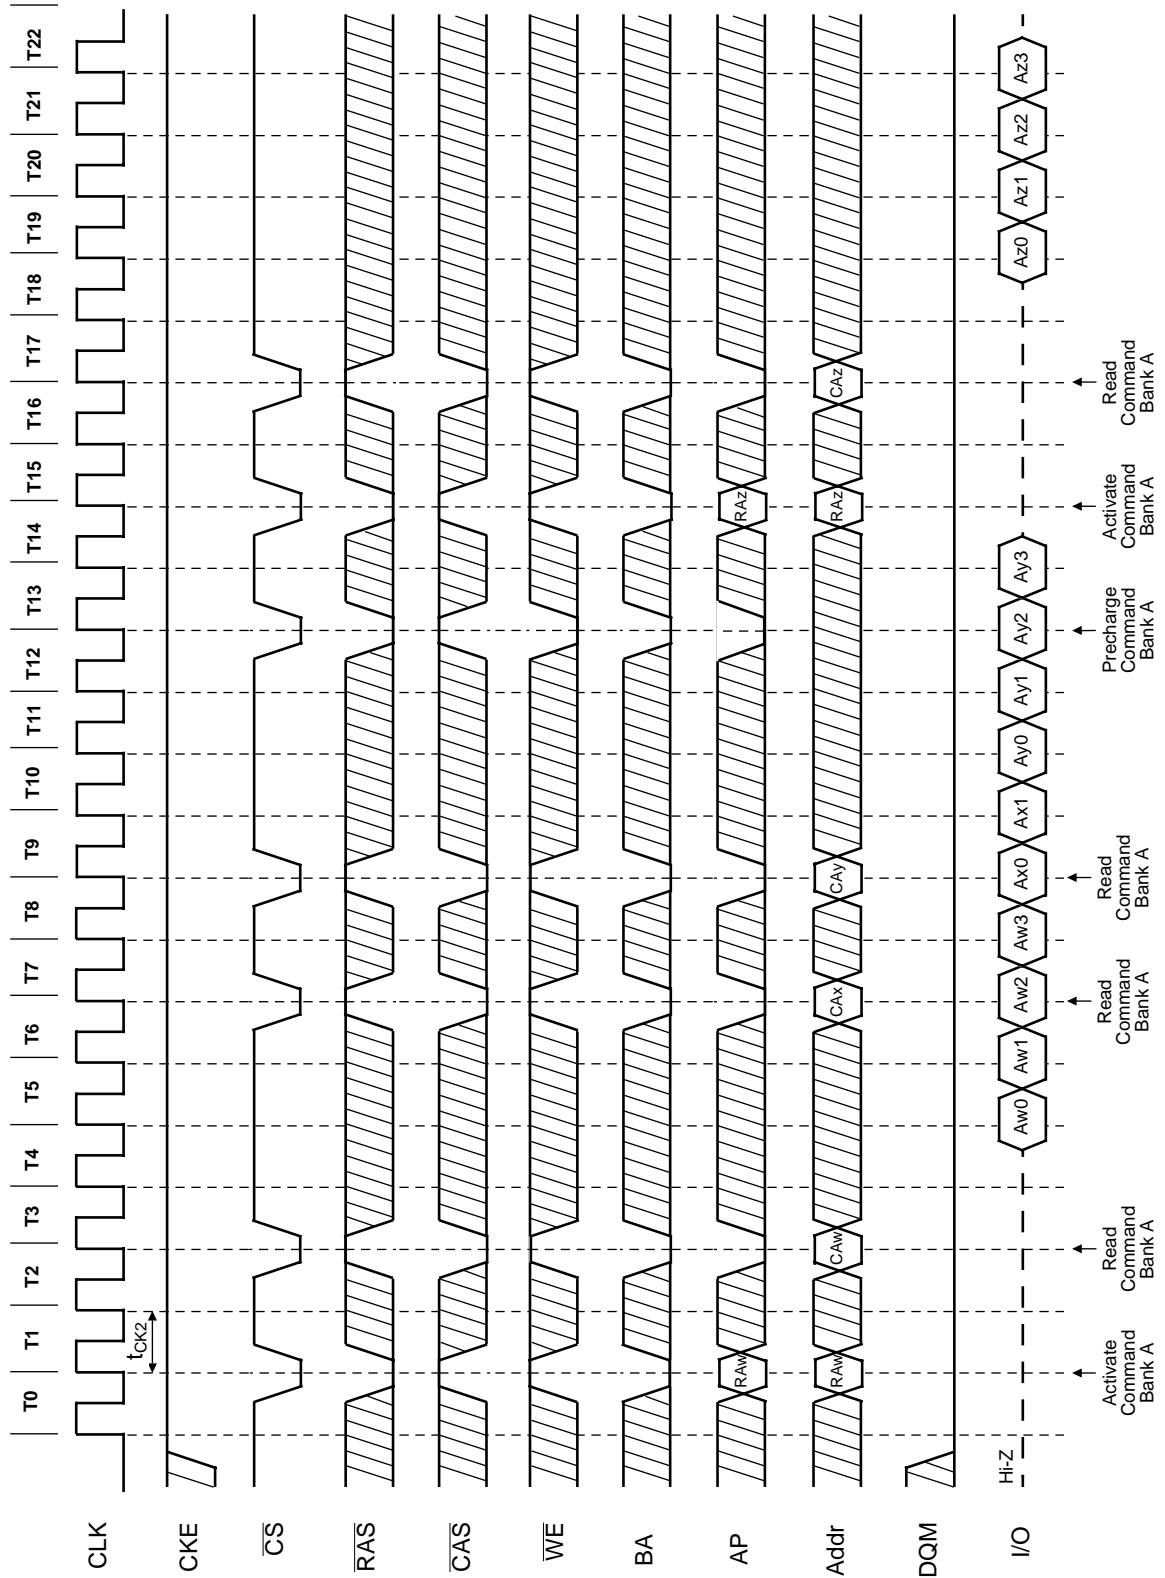 T0 T1 T2 T3 T4 T5 T6 T7 T8 T9 T10 T11 T12 T13 T14 T15 T16 T17 T18 T19 T20 T21 T22
CLK
tCK2
CKE
CS
RAS
CAS
WE
BA
AP
RAw RAz
Addr
RAw CAw CAx CAy RAz CAz
DQM
Hi-Z
I/O
Aw0 Aw1 Aw2 Aw3 Ax0 Ax1 Ay0 Ay1 Ay2 Ay3 Az0 Az1 Az2 Az3
Activate
Command
Bank A
Read
Command
Bank A
Read
Command
Bank A
Read
Command
Bank A
Precharge
Command
Bank A
Activate
Command
Bank A
Read
Command
Bank A